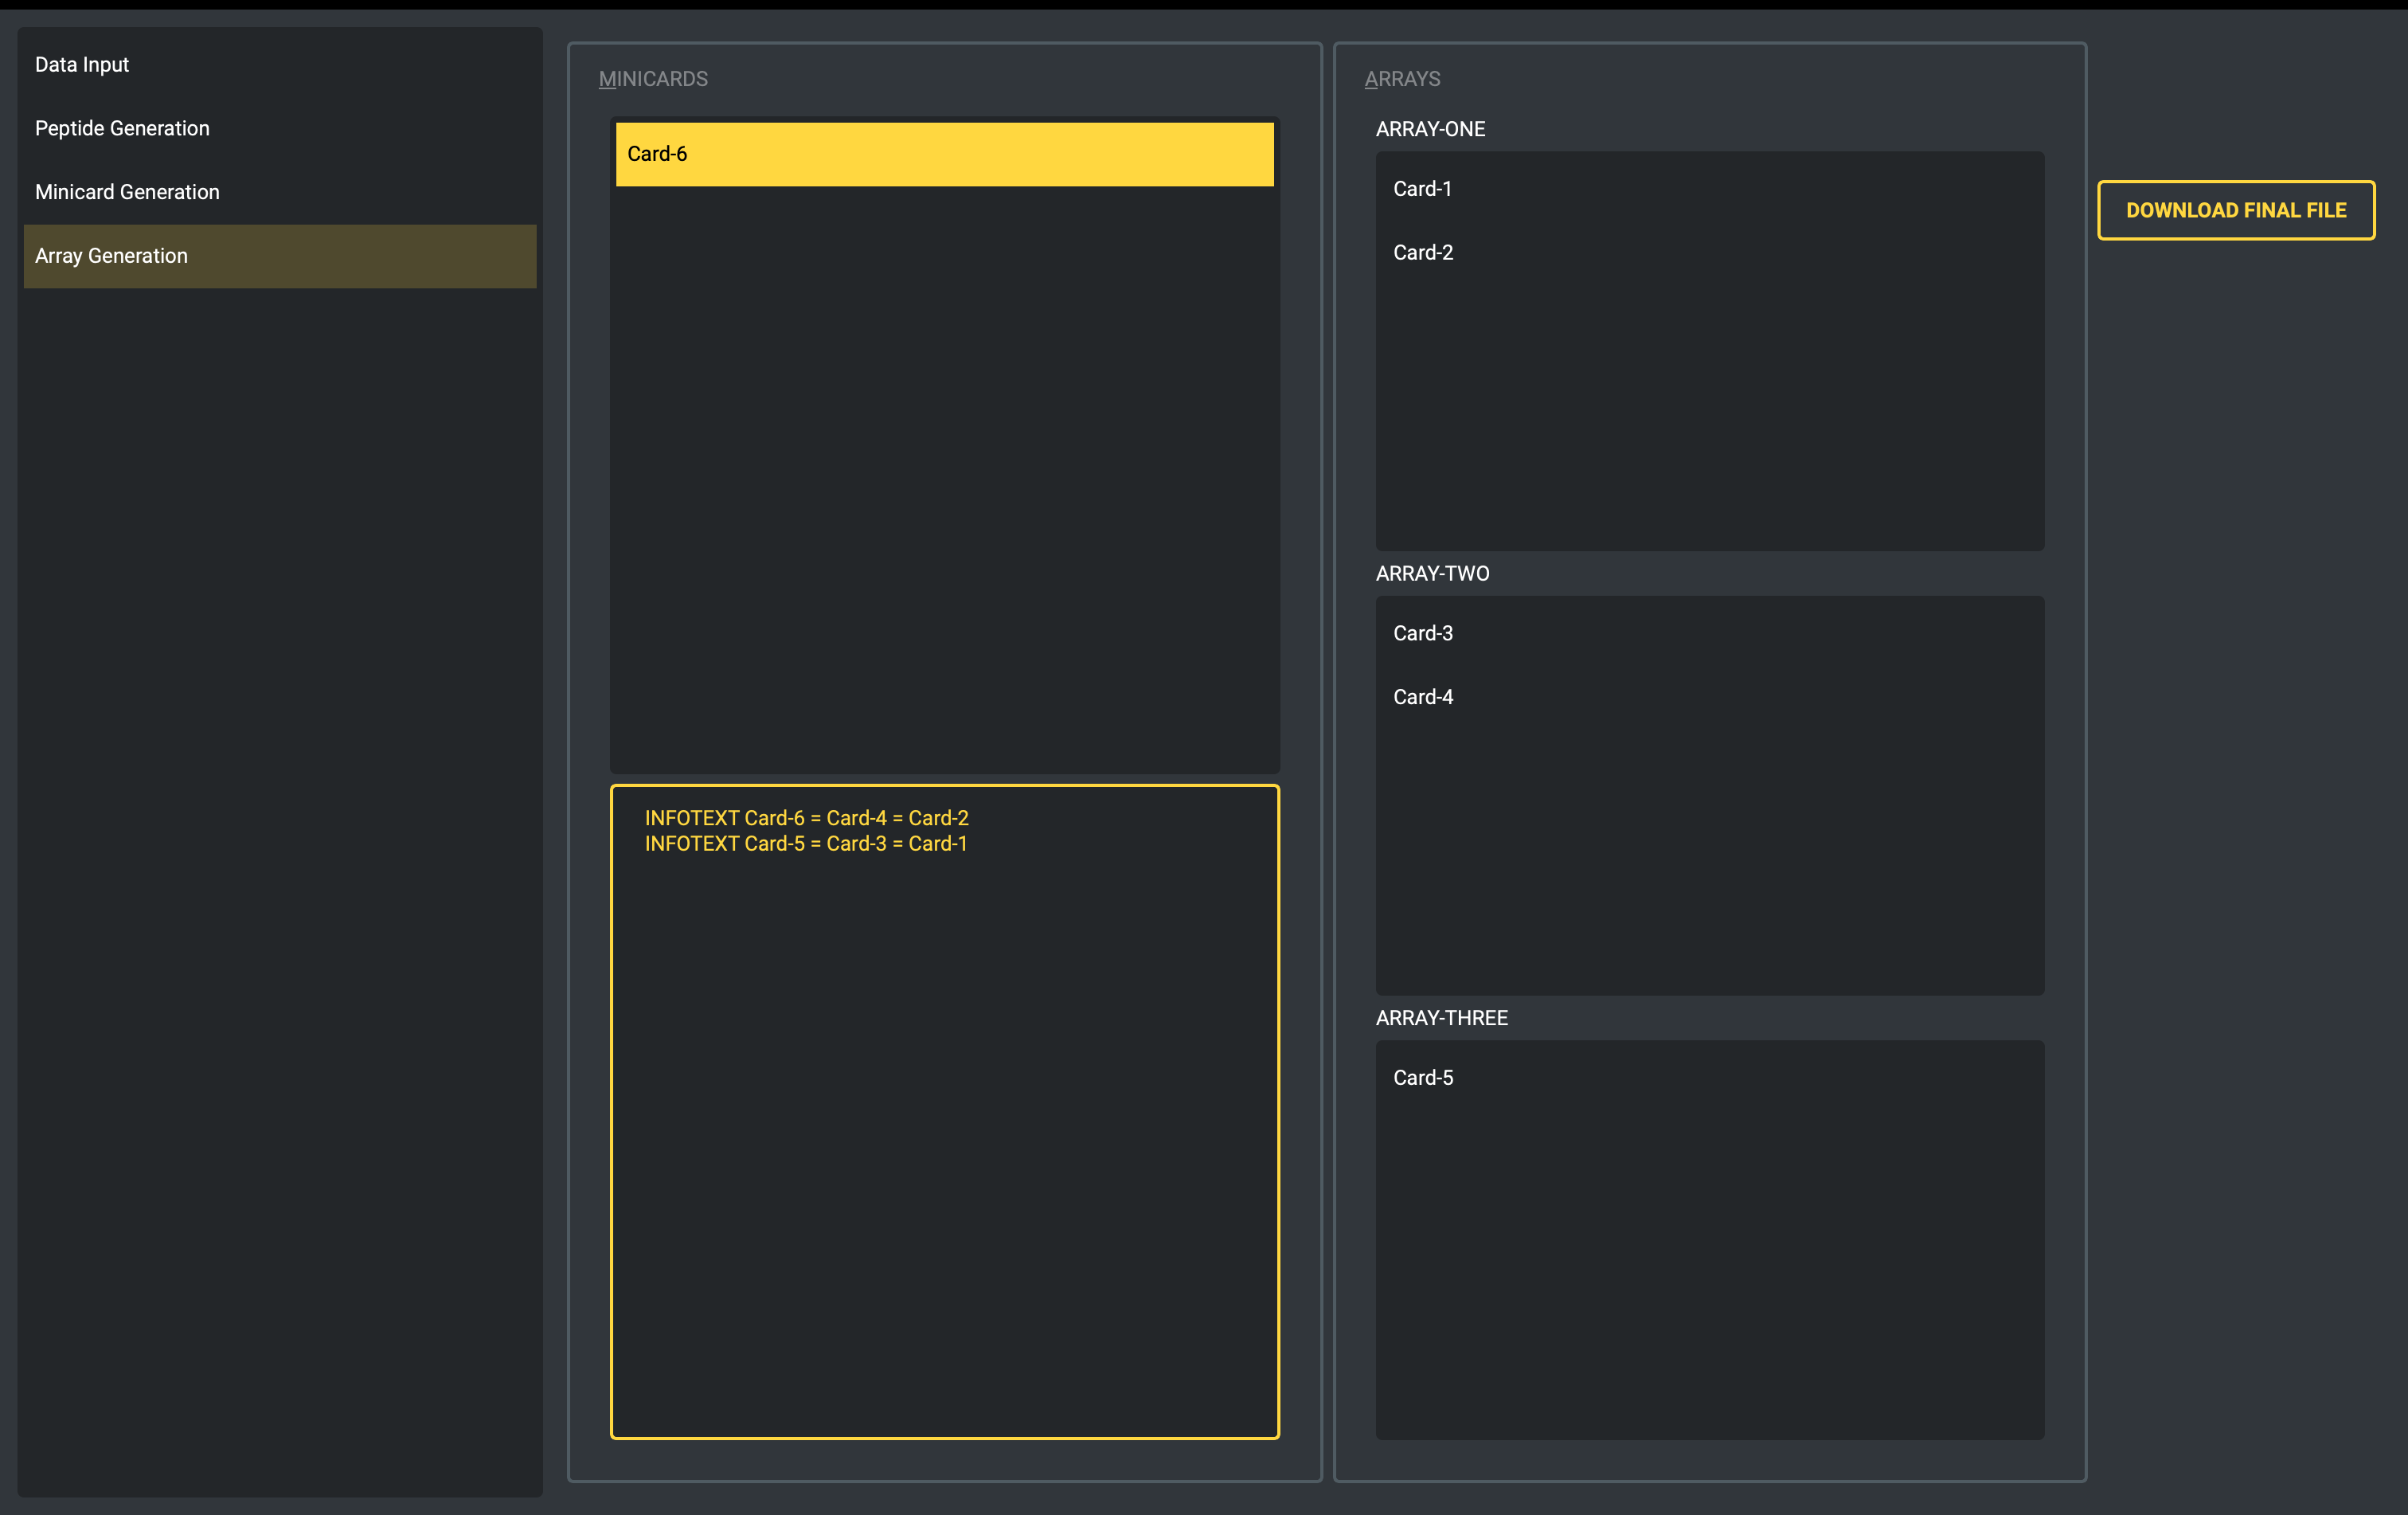 Data Input
Peptide Generation
Minicard Generation
Array Generation
MINICARDS
Card-6
INFOTEXT Card-6 = Card-4 = Card-2
INFOTEXT Card-5 = Card-3 = Card-1
ARRAYS
ARRAY-ONE
Card-1
Card-2
ARRAY-TWO
Card-3
Card-4
ARRAY-THREE
Card-5
DOWNLOAD FINAL FILE